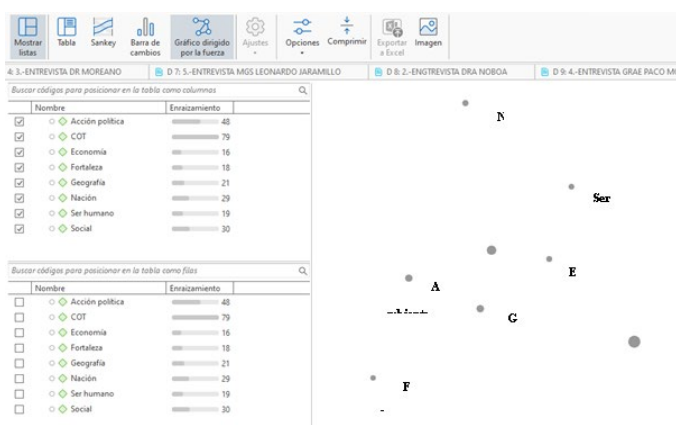 Mostrar listas
Tabla
Sankey
Barra de cambios
Gráfico dirigido por la fuerza
Ajustes
Opciones
Comprimir
Exportar a Excel
Imagen
4: 3.-ENTREVISTA DR MOREANO
D 7: 5.-ENTREVISTA MGS LEONARDO JARAMILLO
D 8: 2.-ENGTREVISTA DRA NOBOA
D 9: 4.-ENTREVISTA GRAE PACO
Buscar códigos para posicionar en la tabla como columnas
Nombre Enraizamiento
Acción política 48
COT 79
Economía 16
Fortaleza 18
Geografía 21
Nación 29
Ser humano 19
Social 30
Buscar códigos para posicionar en la tabla como filas
Nombre Enraizamiento
Acción política 48
COT 79
Economía 16
Fortaleza 18
Geografía 21
Nación 29
Ser humano 19
Social 30
N
Ser
E
A
G
F